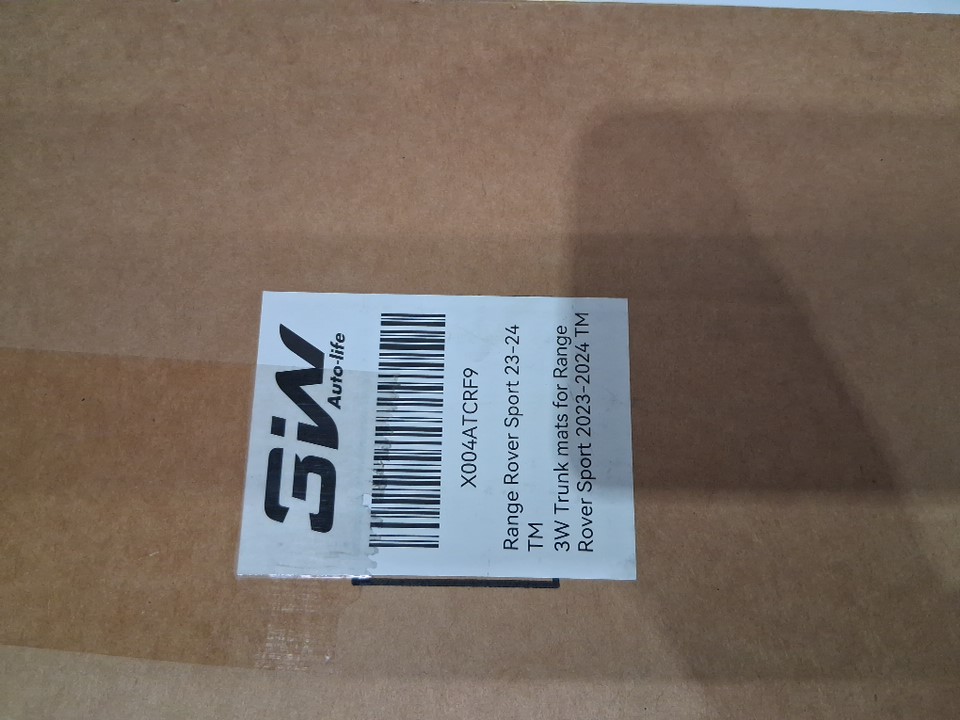 3W
Auto-life
X004ATCRF9
Range Rover Sport 23-24
TM
3W Trunk mats for Range
Rover Sport 2023-2024 TM